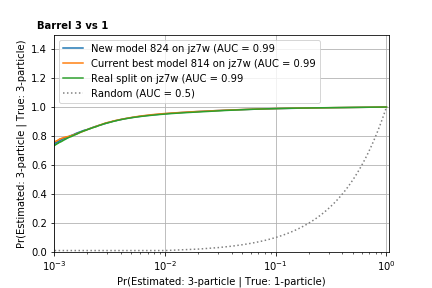 Barrel 3 vs 1
Pr(Estimated: 3-particle | True: 3-particle)
1.4
1.2
1.0
0.8
0.6
0.4
0.2
0.0
New model 824 on jz7w (AUC = 0.99
Current best model 814 on jz7w (AUC = 0.99
Real split on jz7w (AUC = 0.99
Random (AUC = 0.5)
10⁻³ 10⁻² 10⁻¹ 10⁰
Pr(Estimated: 3-particle | True: 1-particle)